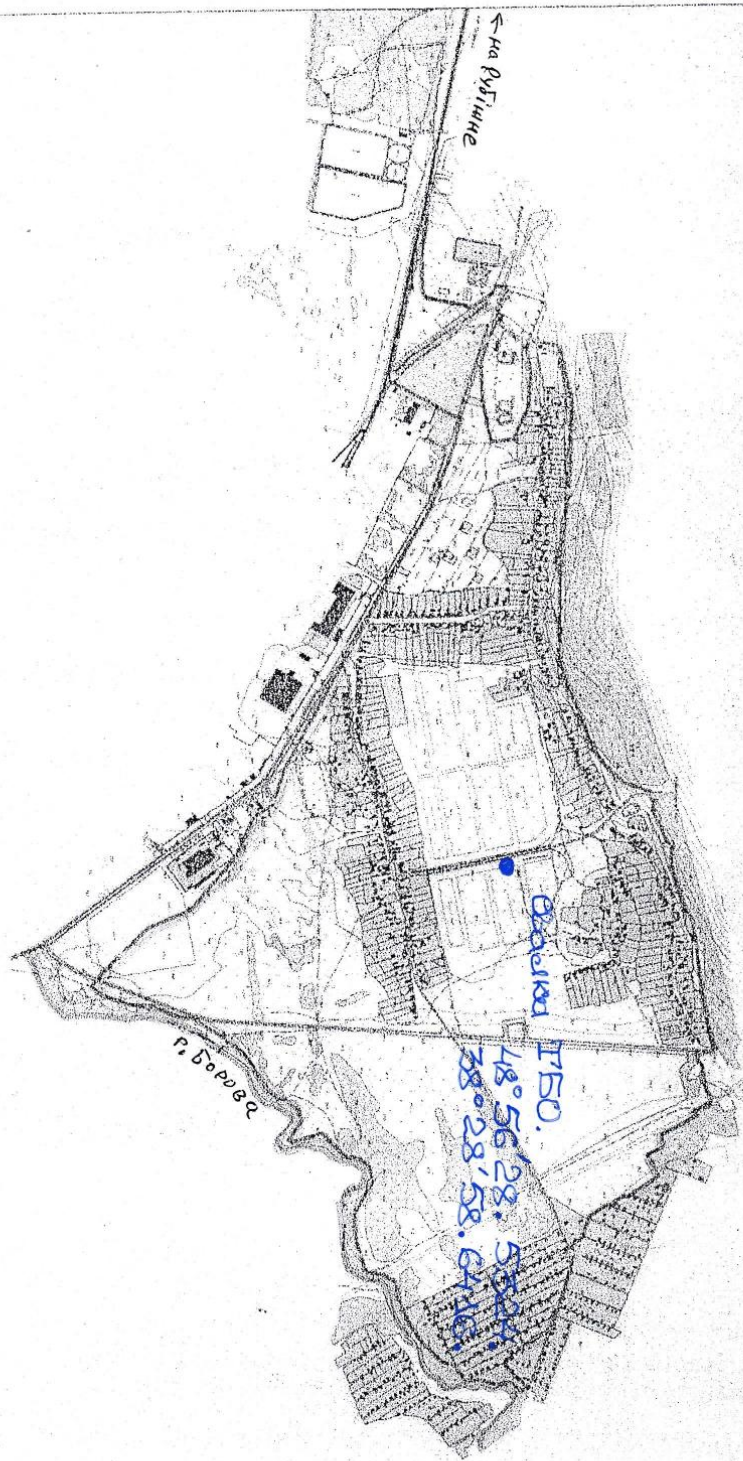 ← на Рубіжне
р. Борова
Свалка ТБО.
48° 56' 28. 5524.
38° 28' 58. 6416.